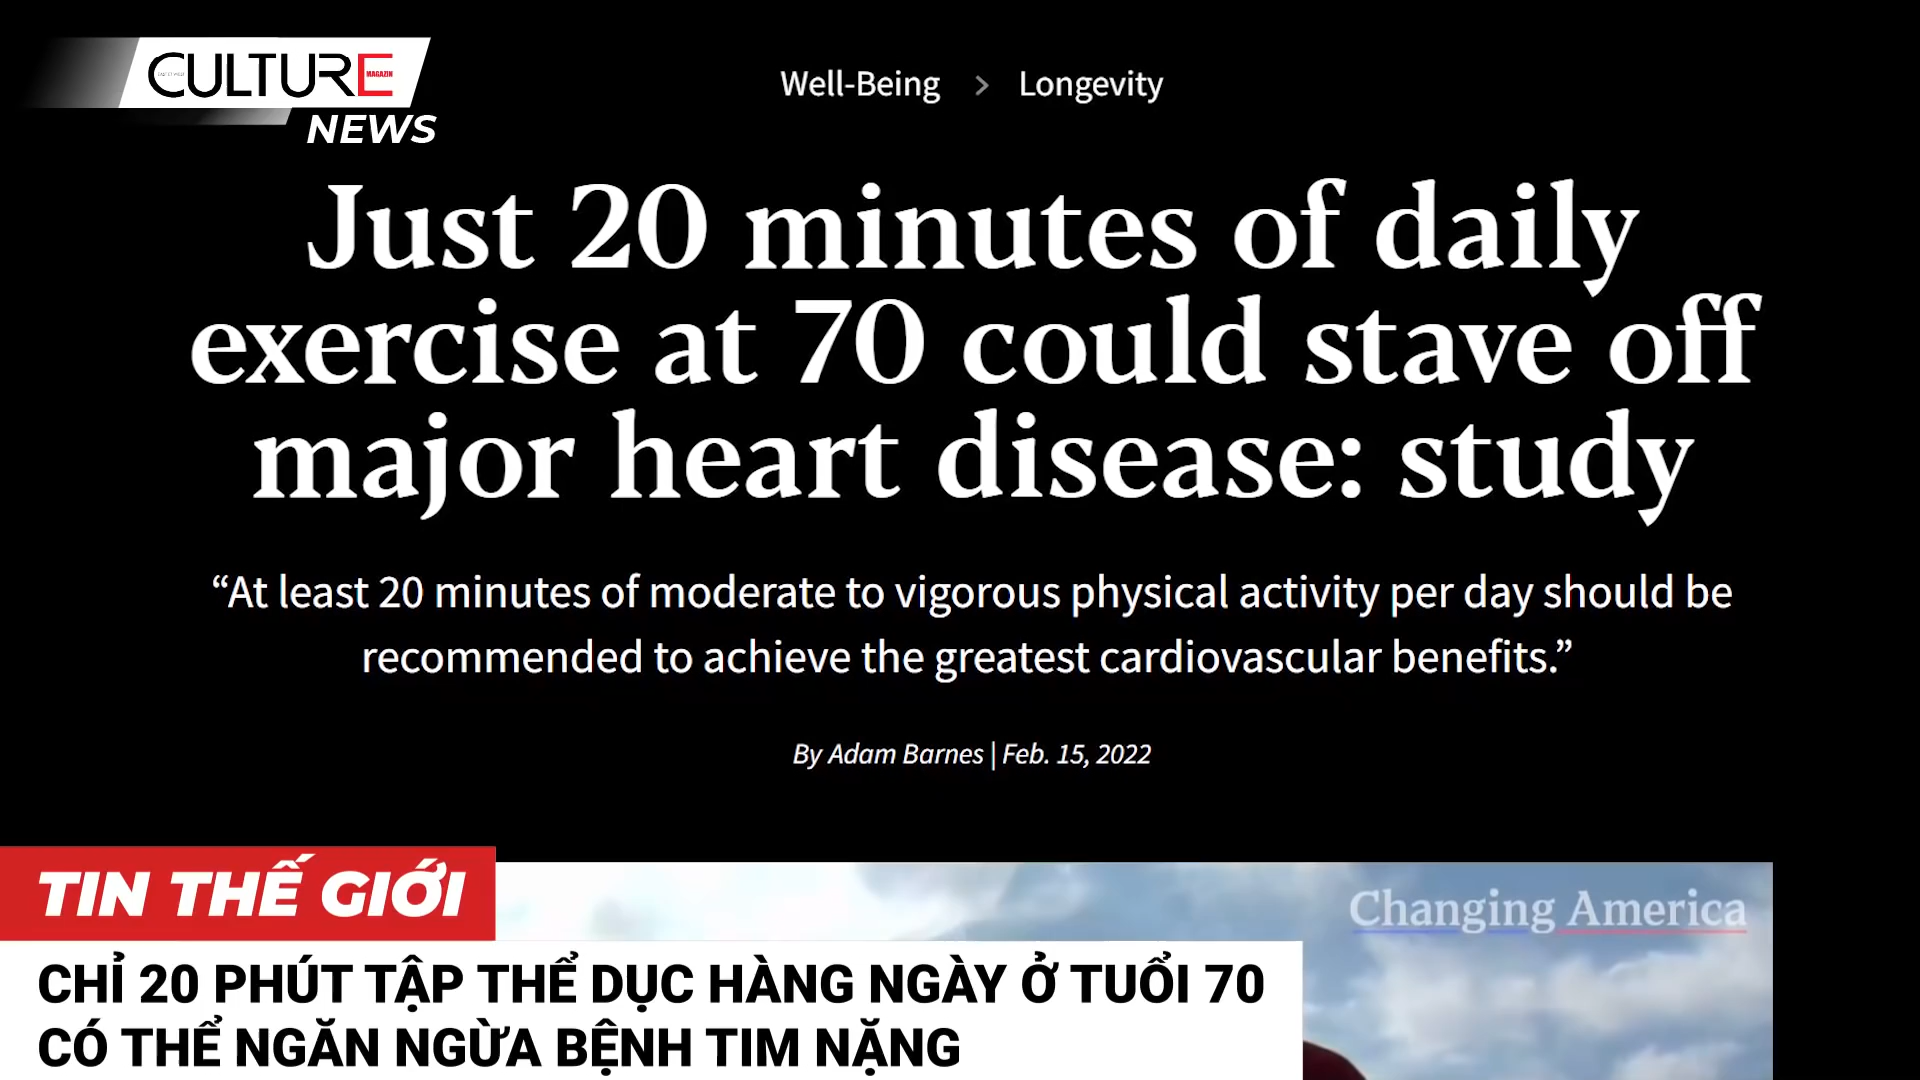 CULTURE
MAGAZIN
NEWS
Well-Being > Longevity
Just 20 minutes of daily
exercise at 70 could stave off
major heart disease: study
“At least 20 minutes of moderate to vigorous physical activity per day should be
recommended to achieve the greatest cardiovascular benefits.”
By Adam Barnes | Feb. 15, 2022
TIN THẾ GIỚI
Changing America
CHỈ 20 PHÚT TẬP THỂ DỤC HÀNG NGÀY Ở TUỔI 70
CÓ THỂ NGĂN NGỪA BỆNH TIM NẶNG